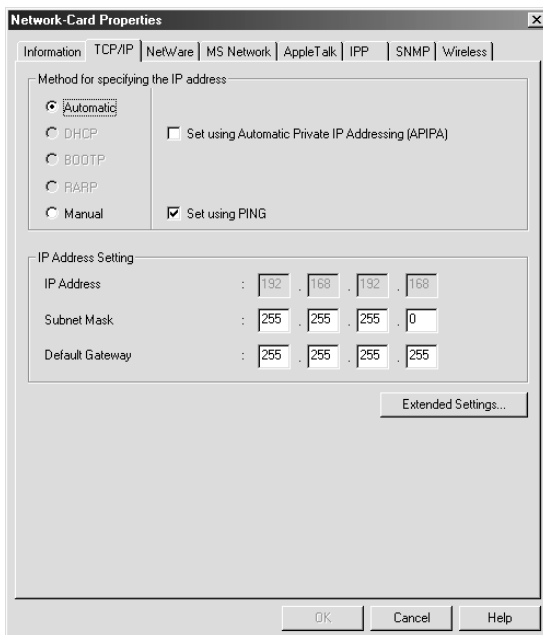 Network-Card Properties
Information TCP/IP NetWare MS Network AppleTalk IPP SNMP Wireless
Method for specifying the IP address
Automatic
DHCP Set using Automatic Private IP Addressing (APIPA)
BOOTP
RARP
Manual Set using PING
IP Address Setting
IP Address : 192 . 168 . 192 . 168
Subnet Mask : 255 . 255 . 255 . 0
Default Gateway : 255 . 255 . 255 . 255
Extended Settings...
OK Cancel Help